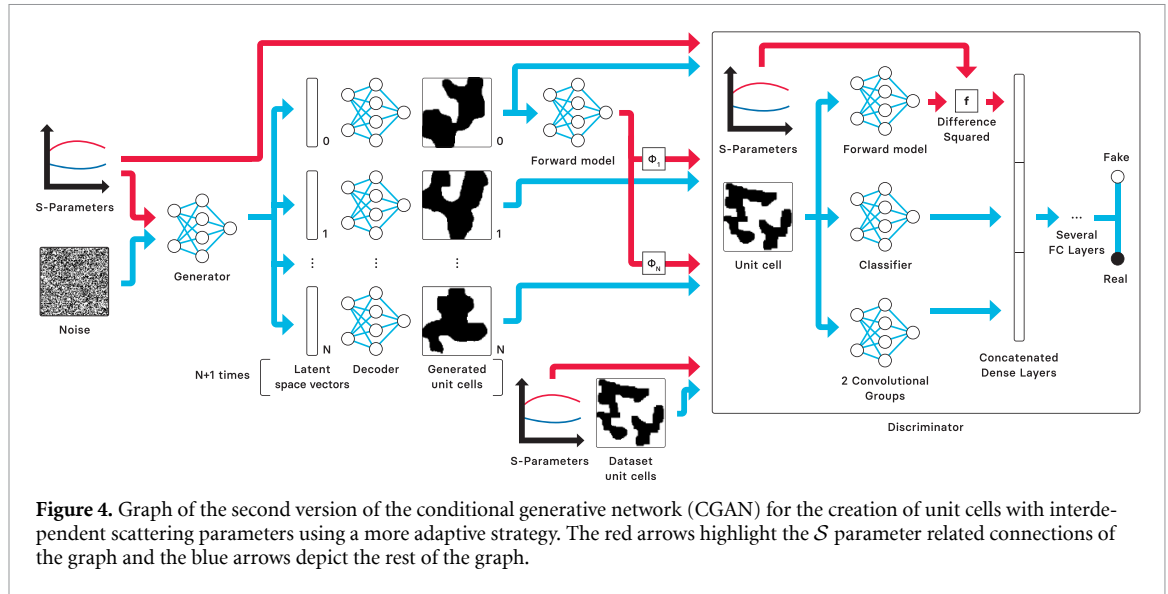 S-Parameters
Noise
Generator
0
1
⋮
⋮
⋮
N
N+1 times
Latent
space vectors
Decoder
Generated
unit cells
0
1
N
Forward model
Φ1
ΦN
S-Parameters
Dataset
unit cells
S-Parameters
Unit cell
Forward model
f
Difference
Squared
Classifier
2 Convolutional
Groups
Concatenated
Dense Layers
...
Several
FC Layers
Fake
Real
Discriminator
Figure 4. Graph of the second version of the conditional generative network (CGAN) for the creation of unit cells with interde-
pendent scattering parameters using a more adaptive strategy. The red arrows highlight the S parameter related connections of
the graph and the blue arrows depict the rest of the graph.